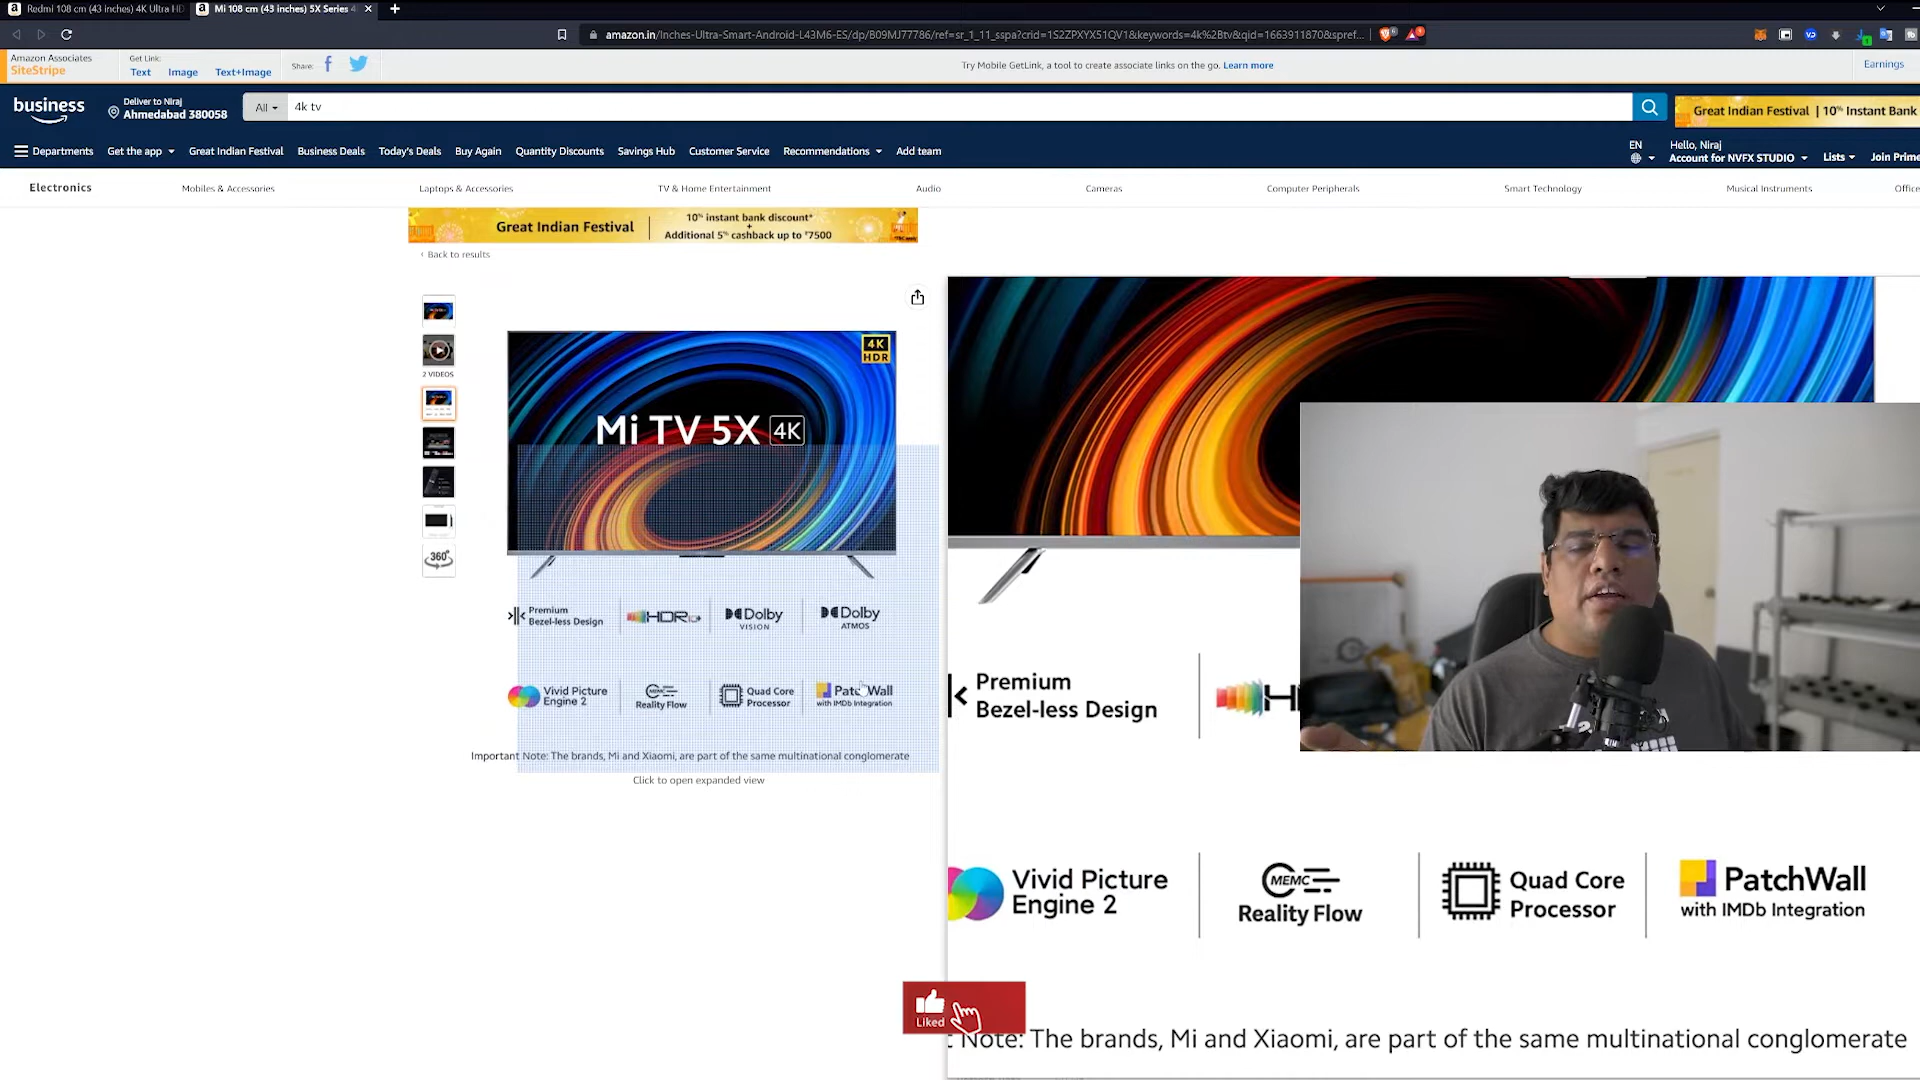 Redmi 108 cm (43 inches) 4K Ultra HD
Mi 108 cm (43 inches) 5X Series 4
amazon.in/Inches-Ultra-Smart-Android-L43M6-ES/dp/B09MJ77786/ref=sr_1_11_sspa?crid=1S2ZPXYX51QV1&keywords=4k%2Btv&qid=1663911870&spref...
Amazon Associates
SiteStripe
Get Link:
Text Image Text+Image
Share:
Try Mobile GetLink, a tool to create associate links on the go. Learn more
Earnings
business
Deliver to Niraj
Ahmedabad 380058
All
4k tv
Great Indian Festival | 10% Instant Bank
Departments Get the app Great Indian Festival Business Deals Today's Deals Buy Again Quantity Discounts Savings Hub Customer Service Recommendations Add team
EN
Hello, Niraj
Account for NVFX STUDIO
Lists
Join Prime
Electronics Mobiles & Accessories Laptops & Accessories TV & Home Entertainment Audio Cameras Computer Peripherals Smart Technology Musical Instruments Office
Great Indian Festival
10% instant bank discount*
+
Additional 5% cashback up to ₹7500
‹ Back to results
2 VIDEOS
360°
4K
HDR
Mi TV 5X 4K
Premium
Bezel-less Design
HDR10+
Dolby
VISION
Dolby
ATMOS
Vivid Picture
Engine 2
MEMC
Reality Flow
Quad Core
Processor
PatchWall
with IMDb Integration
Important Note: The brands, Mi and Xiaomi, are part of the same multinational conglomerate
Click to open expanded view
Premium
Bezel-less Design
H
Vivid Picture
Engine 2
MEMC
Reality Flow
Quad Core
Processor
PatchWall
with IMDb Integration
Liked
t Note: The brands, Mi and Xiaomi, are part of the same multinational conglomerate